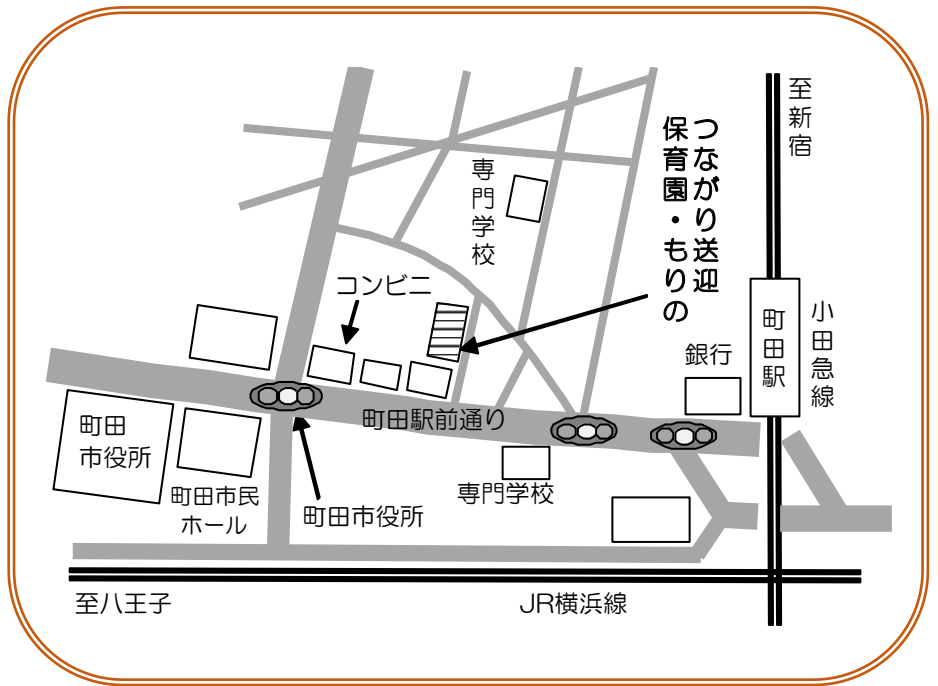 至新宿
つながり送迎
保育園・もりの
専門学校
コンビニ
町田駅
小田急線
銀行
町田駅前通り
町田
市役所
町田市民
ホール
町田市役所
専門学校
至八王子
JR横浜線